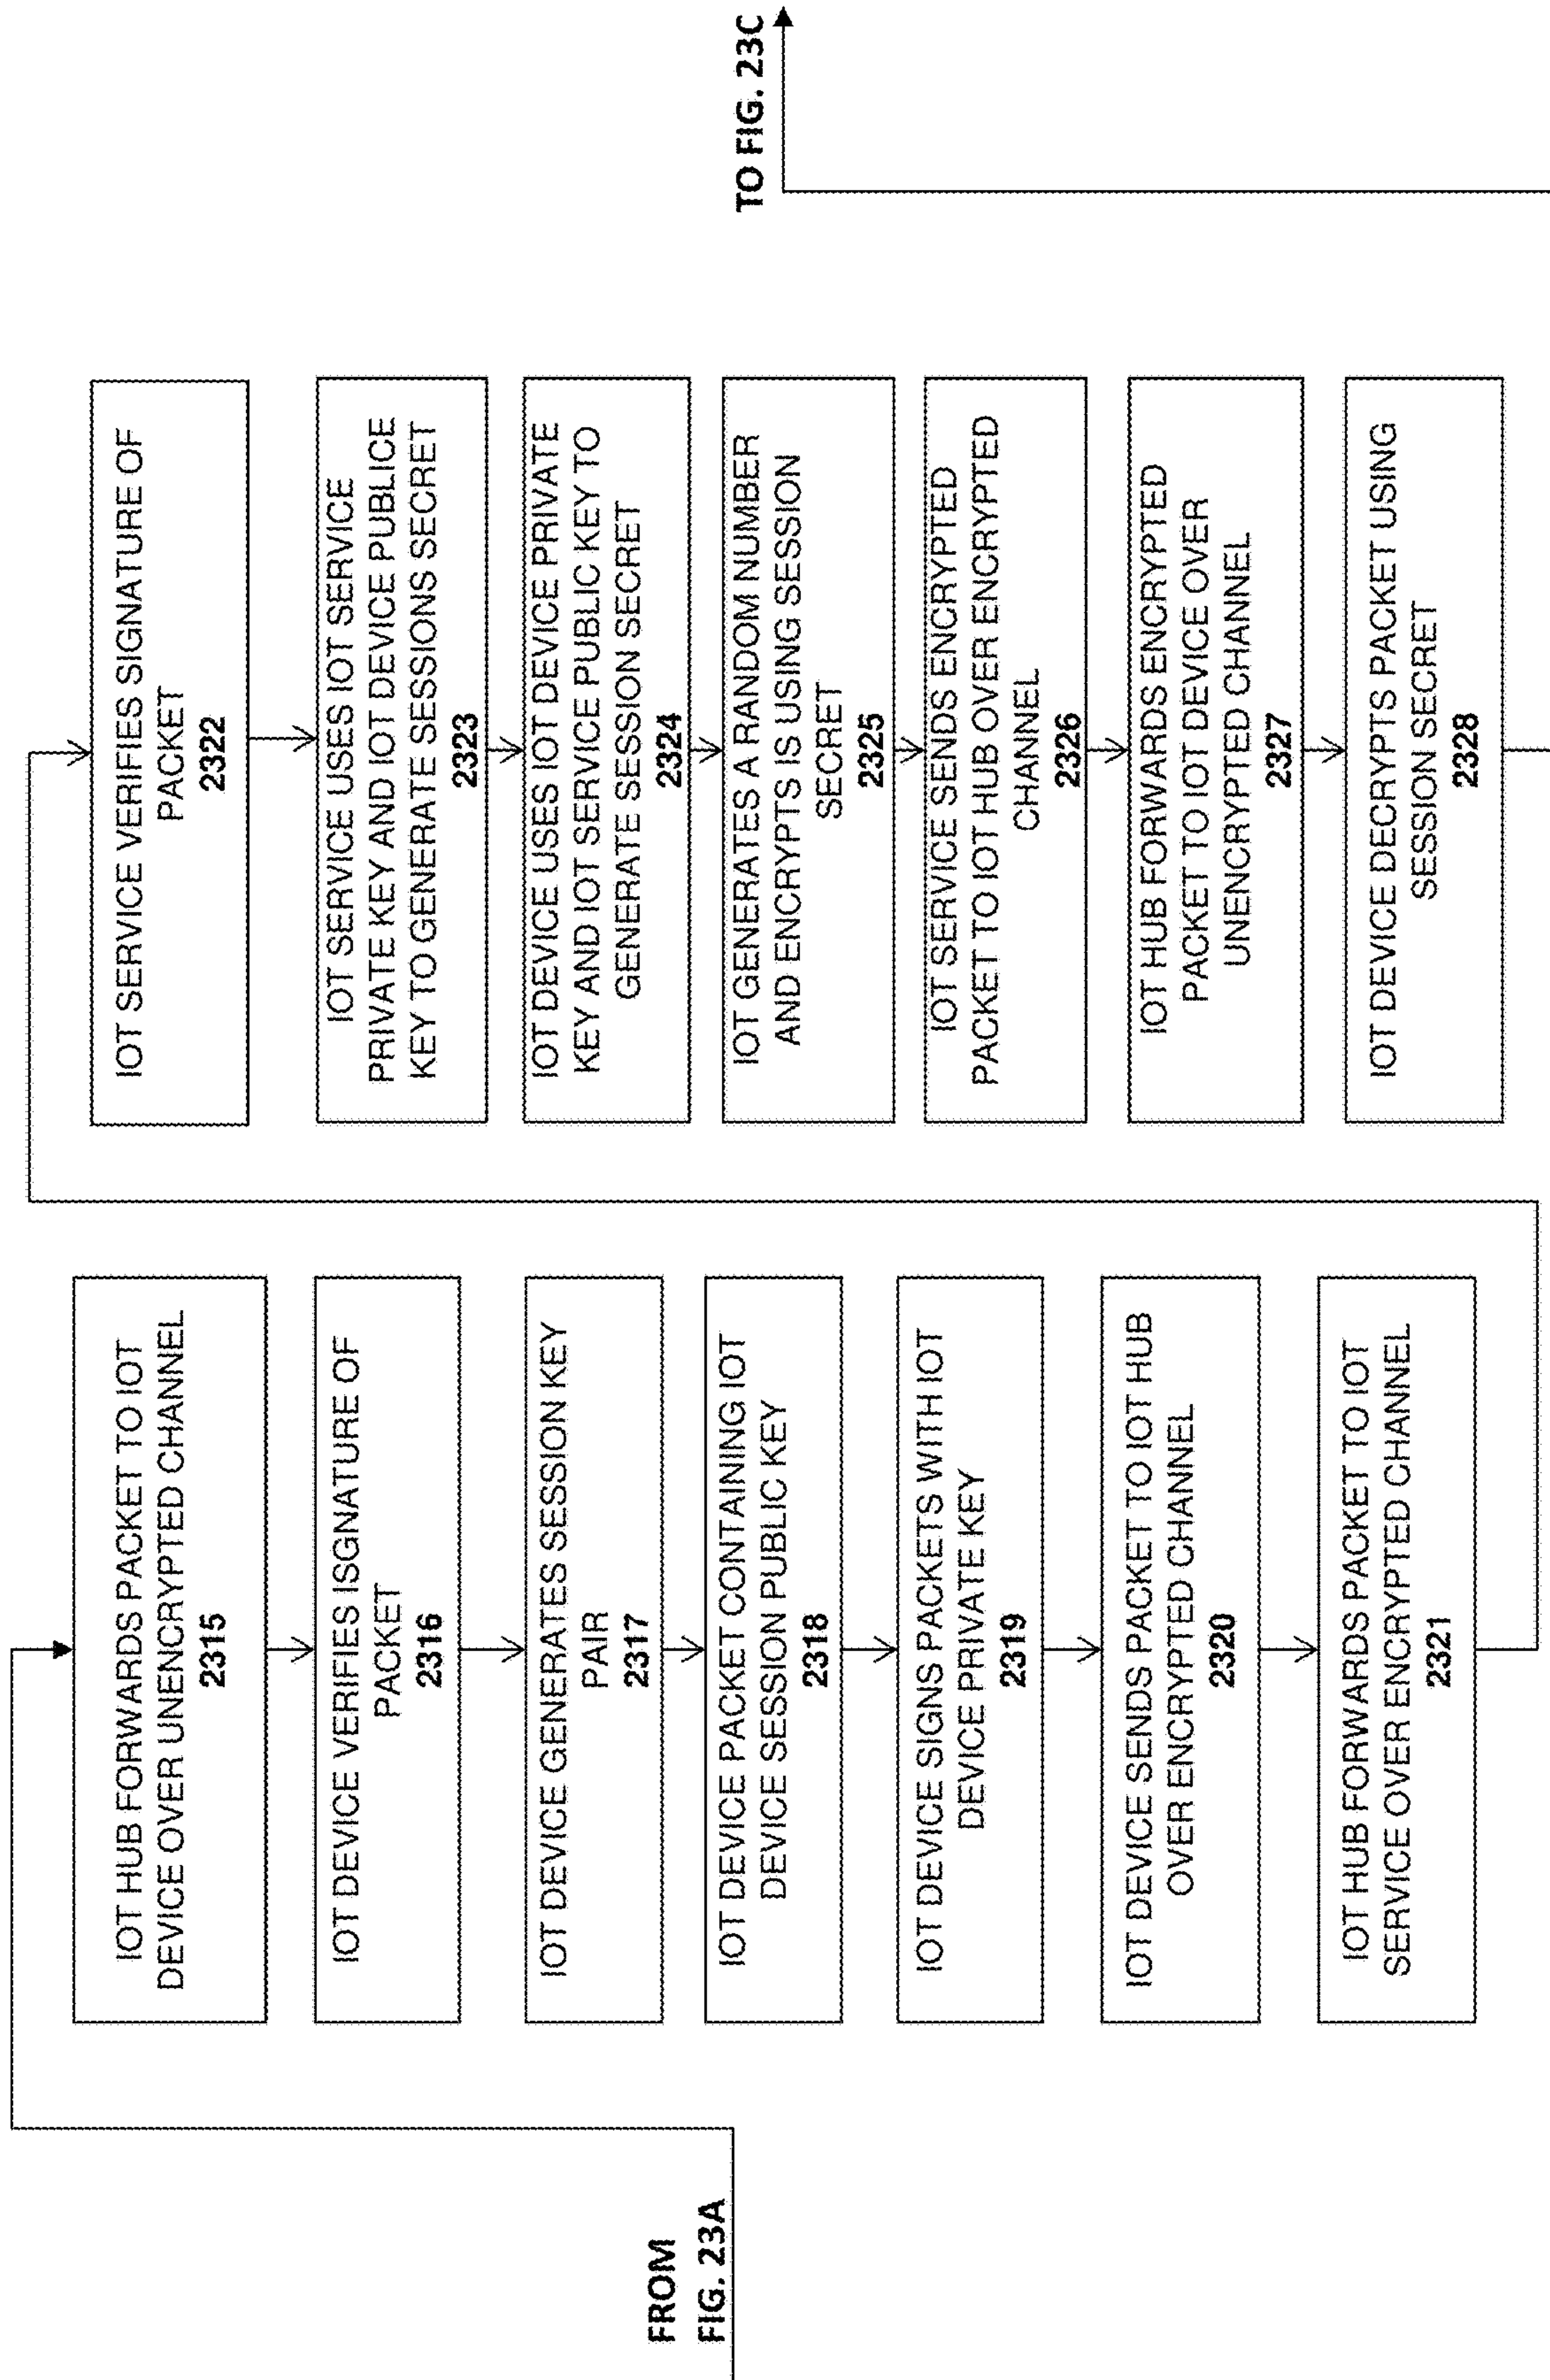 FROM
FIG. 23A
IOT HUB FORWARDS PACKET TO IOT
DEVICE OVER UNENCRYPTED CHANNEL
2315
IOT DEVICE VERIFIES ISGNATURE OF
PACKET
2316
IOT DEVICE GENERATES SESSION KEY
PAIR
2317
IOT DEVICE PACKET CONTAINING IOT
DEVICE SESSION PUBLIC KEY
2318
IOT DEVICE SIGNS PACKETS WITH IOT
DEVICE PRIVATE KEY
2319
IOT DEVICE SENDS PACKET TO IOT HUB
OVER ENCRYPTED CHANNEL
2320
IOT HUB FORWARDS PACKET TO IOT
SERVICE OVER ENCRYPTED CHANNEL
2321
IOT SERVICE VERIFIES SIGNATURE OF
PACKET
2322
IOT SERVICE USES IOT SERVICE
PRIVATE KEY AND IOT DEVICE PUBLICE
KEY TO GENERATE SESSIONS SECRET
2323
IOT DEVICE USES IOT DEVICE PRIVATE
KEY AND IOT SERVICE PUBLIC KEY TO
GENERATE SESSION SECRET
2324
IOT GENERATES A RANDOM NUMBER
AND ENCRYPTS IS USING SESSION
SECRET
2325
IOT SERVICE SENDS ENCRYPTED
PACKET TO IOT HUB OVER ENCRYPTED
CHANNEL
2326
IOT HUB FORWARDS ENCRYPTED
PACKET TO IOT DEVICE OVER
UNENCRYPTED CHANNEL
2327
IOT DEVICE DECRYPTS PACKET USING
SESSION SECRET
2328
TO FIG. 23C